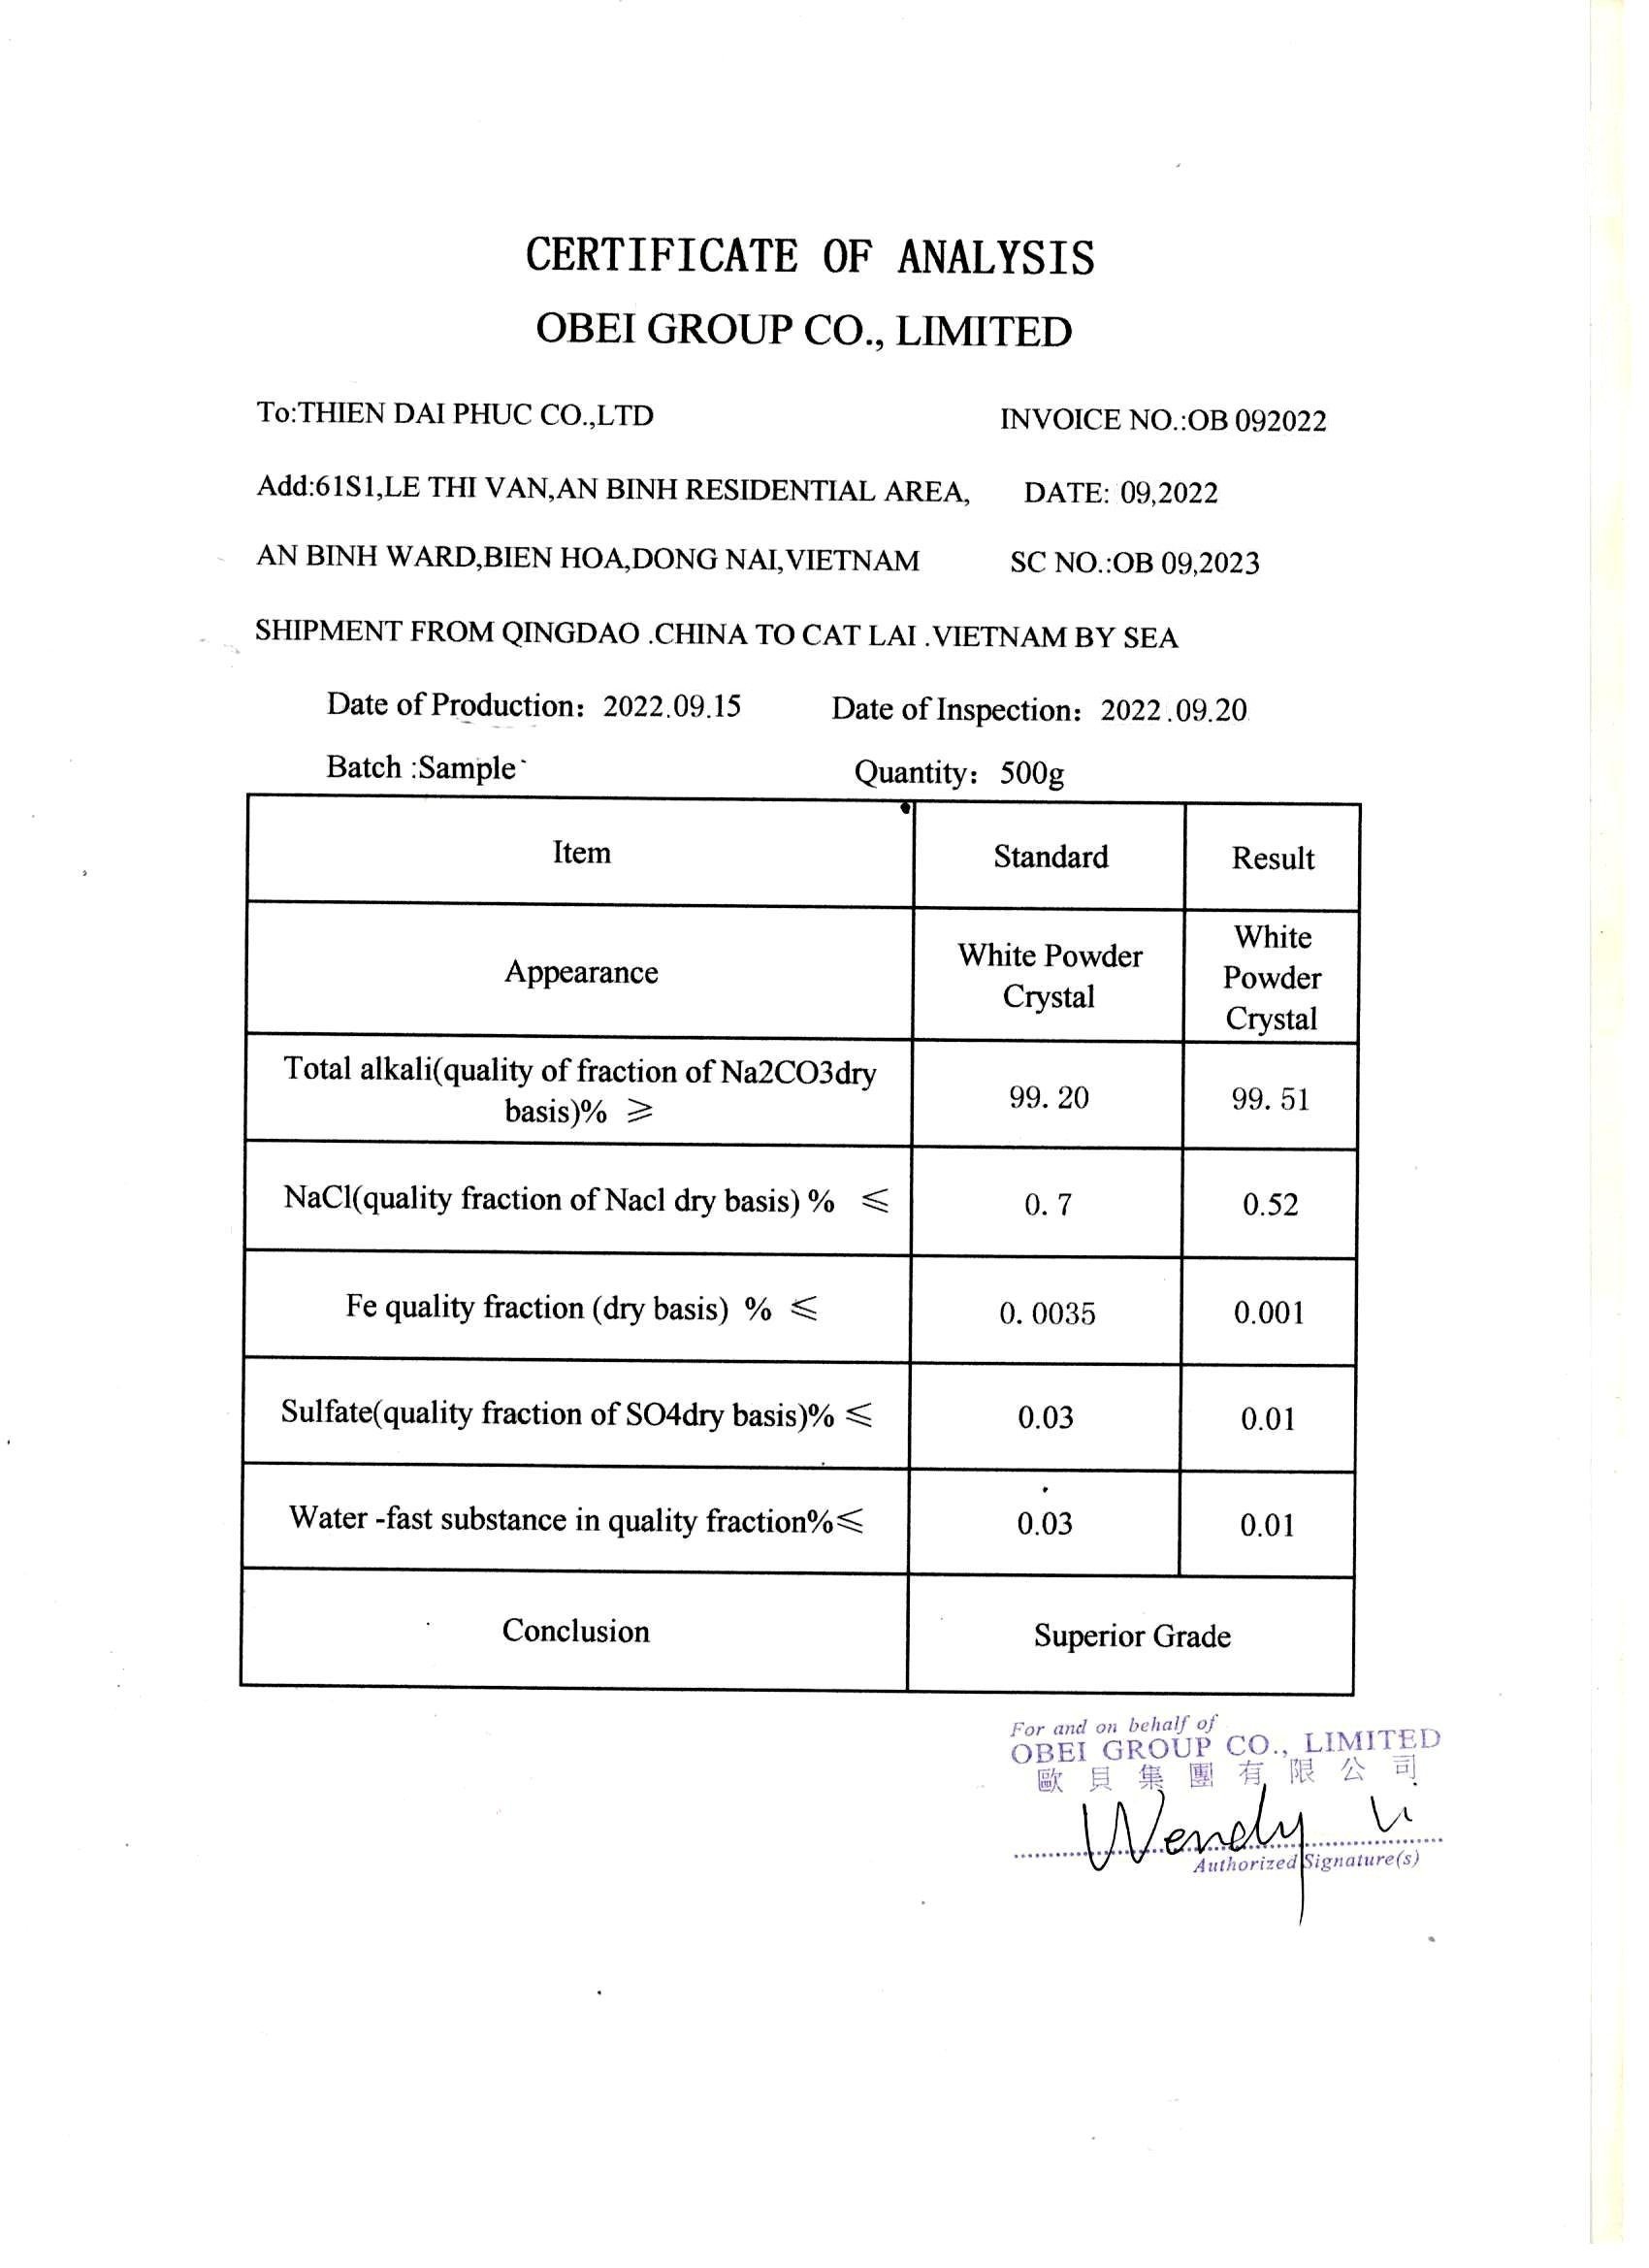 CERTIFICATE OF ANALYSIS
OBEI GROUP CO., LIMITED
To:THIEN DAI PHUC CO.,LTD INVOICE NO.:OB 092022
Add:61S1,LE THI VAN,AN BINH RESIDENTIAL AREA, DATE: 09,2022
AN BINH WARD,BIEN HOA,DONG NAI,VIETNAM SC NO.:OB 09,2023
SHIPMENT FROM QINGDAO .CHINA TO CAT LAI .VIETNAM BY SEA
Date of Production: 2022.09.15 Date of Inspection: 2022.09.20
Batch :Sample Quantity: 500g
Item Standard Result
Appearance White Powder Crystal White Powder Crystal
Total alkali(quality of fraction of Na2CO3dry basis)% ⩾ 99. 20 99. 51
NaCl(quality fraction of Nacl dry basis) % ⩽ 0. 7 0.52
Fe quality fraction (dry basis) % ⩽ 0. 0035 0.001
Sulfate(quality fraction of SO4dry basis)% ⩽ 0.03 0.01
Water -fast substance in quality fraction%⩽ 0.03 0.01
Conclusion Superior Grade
For and on behalf of
OBEI GROUP CO., LIMITED
歐貝集團有限公司
Wendy Li
Authorized Signature(s)